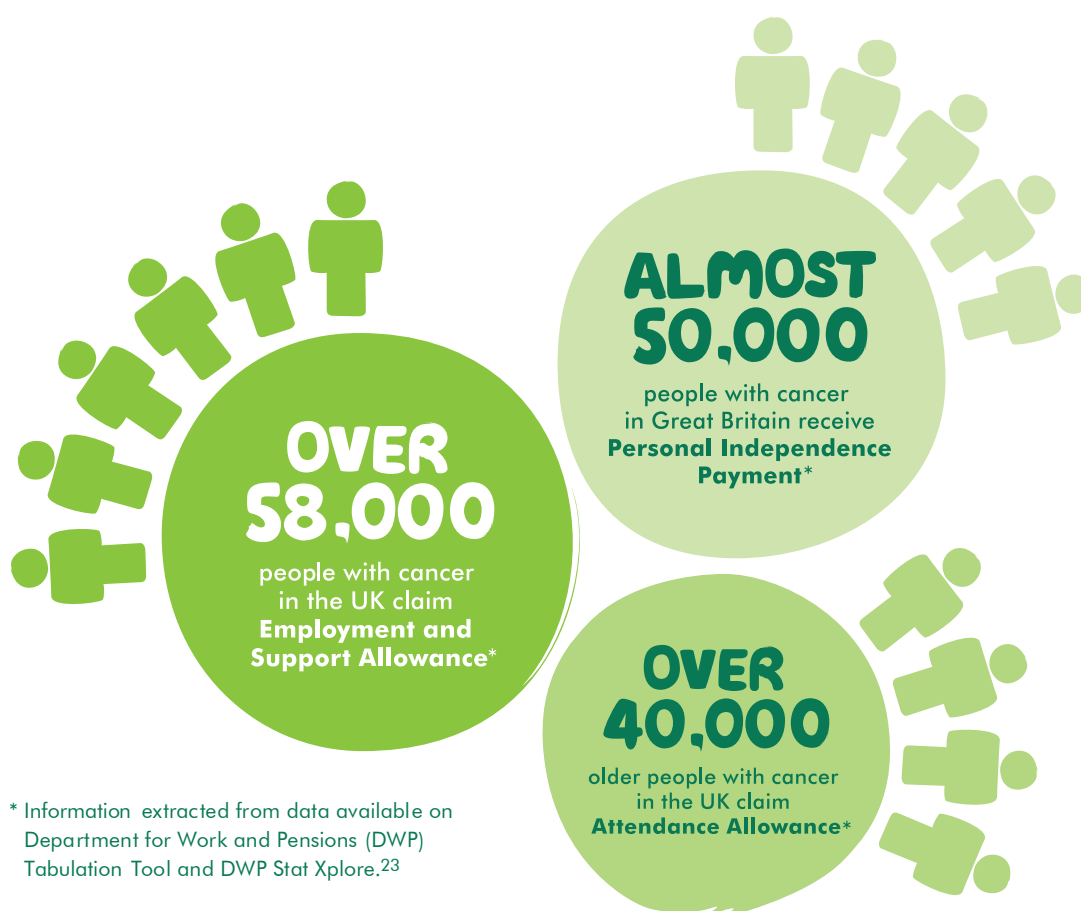 ALMOST
50,000
people with cancer
in Great Britain receive
Personal Independence
Payment*
OVER
58,000
people with cancer
in the UK claim
Employment and
Support Allowance*
OVER
40,000
older people with cancer
in the UK claim
Attendance Allowance*
* Information extracted from data available on
Department for Work and Pensions (DWP)
Tabulation Tool and DWP Stat Xplore.23